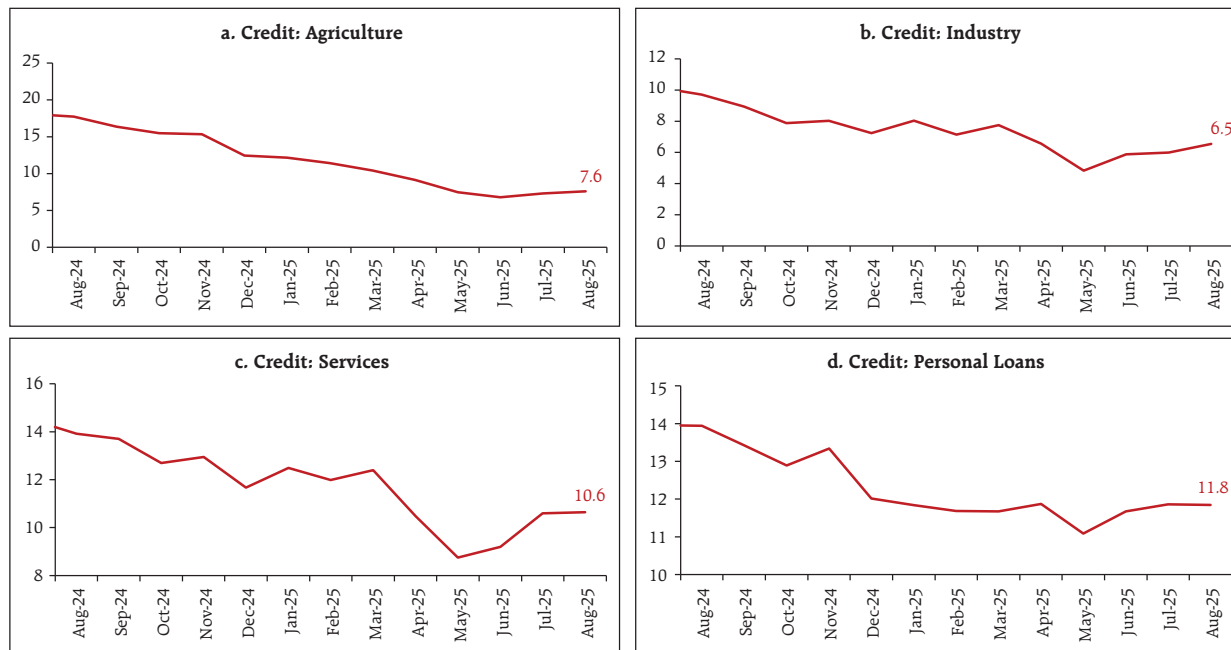 a. Credit: Agriculture
25
20
15
10
5
0
7.6
Aug-24
Sep-24
Oct-24
Nov-24
Dec-24
Jan-25
Feb-25
Mar-25
Apr-25
May-25
Jun-25
Jul-25
Aug-25
b. Credit: Industry
12
10
8
6
4
2
0
6.5
Aug-24
Sep-24
Oct-24
Nov-24
Dec-24
Jan-25
Feb-25
Mar-25
Apr-25
May-25
Jun-25
Jul-25
Aug-25
c. Credit: Services
16
14
12
10
8
10.6
Aug-24
Sep-24
Oct-24
Nov-24
Dec-24
Jan-25
Feb-25
Mar-25
Apr-25
May-25
Jun-25
Jul-25
Aug-25
d. Credit: Personal Loans
15
14
13
12
11
10
11.8
Aug-24
Sep-24
Oct-24
Nov-24
Dec-24
Jan-25
Feb-25
Mar-25
Apr-25
May-25
Jun-25
Jul-25
Aug-25